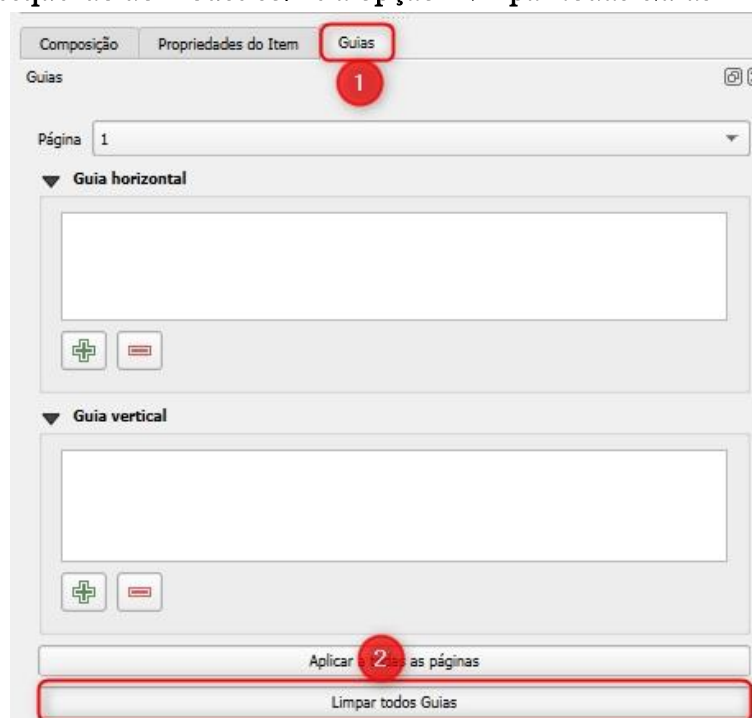 Composição Propriedades do Item Guias
1
Guias
Página 1
Guia horizontal
Guia vertical
Aplicar as páginas
2
Limpar todos Guias